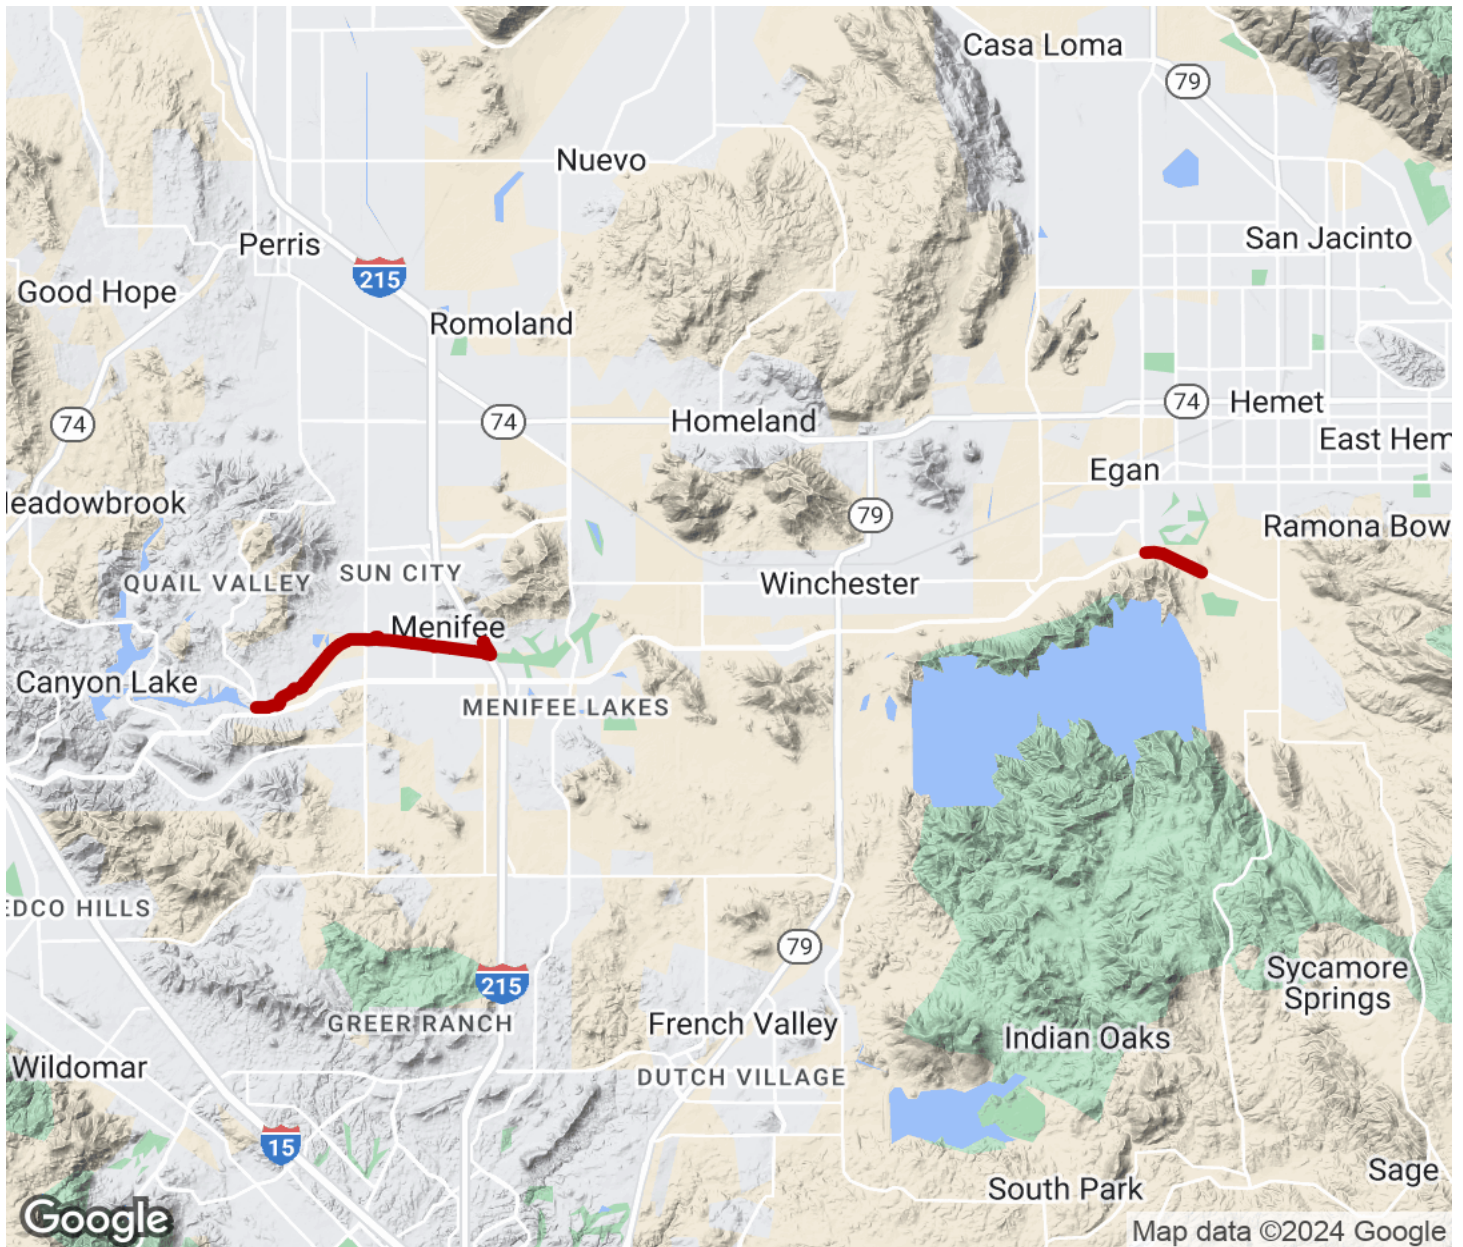 Casa Loma
79
Nuevo
San Jacinto
Perris
215
Good Hope
Romoland
74
Hemet
74
Homeland
74
East Hem
Egan
leadowbrook
79
Ramona Bow
QUAIL VALLEY
SUN CITY
Winchester
Menifee
Canyon Lake
MENIFEE LAKES
EDCO HILLS
79
Sycamore
Springs
215
GREER RANCH
French Valley
Indian Oaks
Wildomar
DUTCH VILLAGE
15
Sage
South Park
Google
Map data ©2024 Google